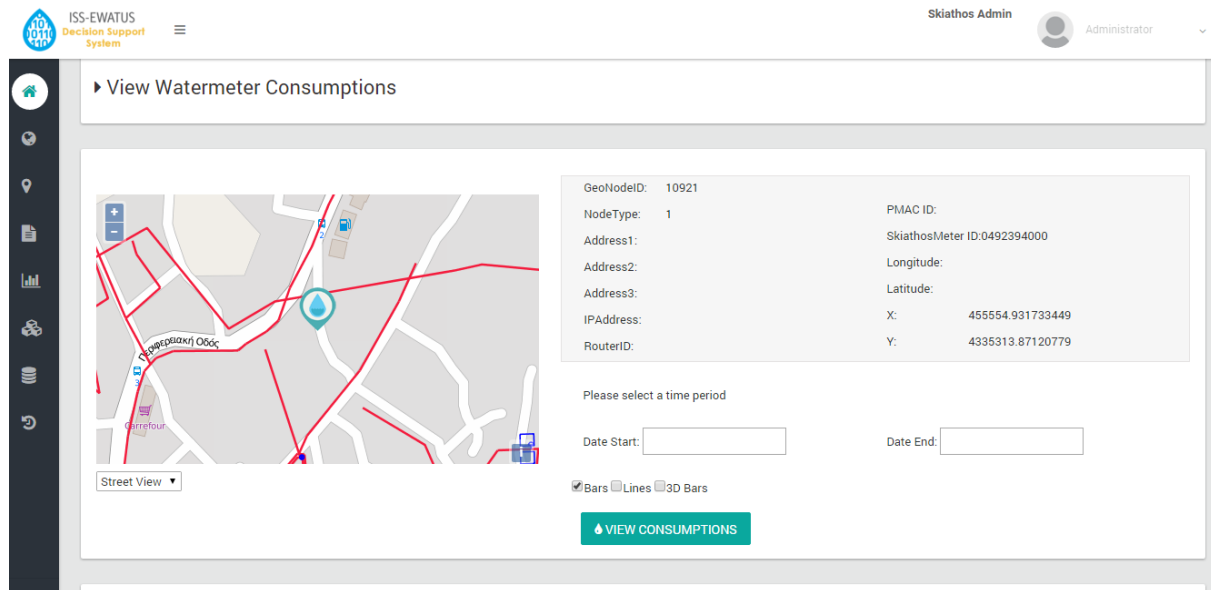 ISS-EWATUS
Decision Support
System
Skiathos Admin
Administrator
View Watermeter Consumptions
GeoNodeID: 10921
NodeType: 1
Address1:
Address2:
Address3:
IPAddress:
RouterID:
PMAC ID:
SkiathosMeter ID:0492394000
Longitude:
Latitude:
X: 455554.931733449
Y: 4335313.87120779
+
-
2
Περιφερειακή Οδός
3
Carrefour
i
Street View
Please select a time period
Date Start:
Date End:
Bars Lines 3D Bars
VIEW CONSUMPTIONS